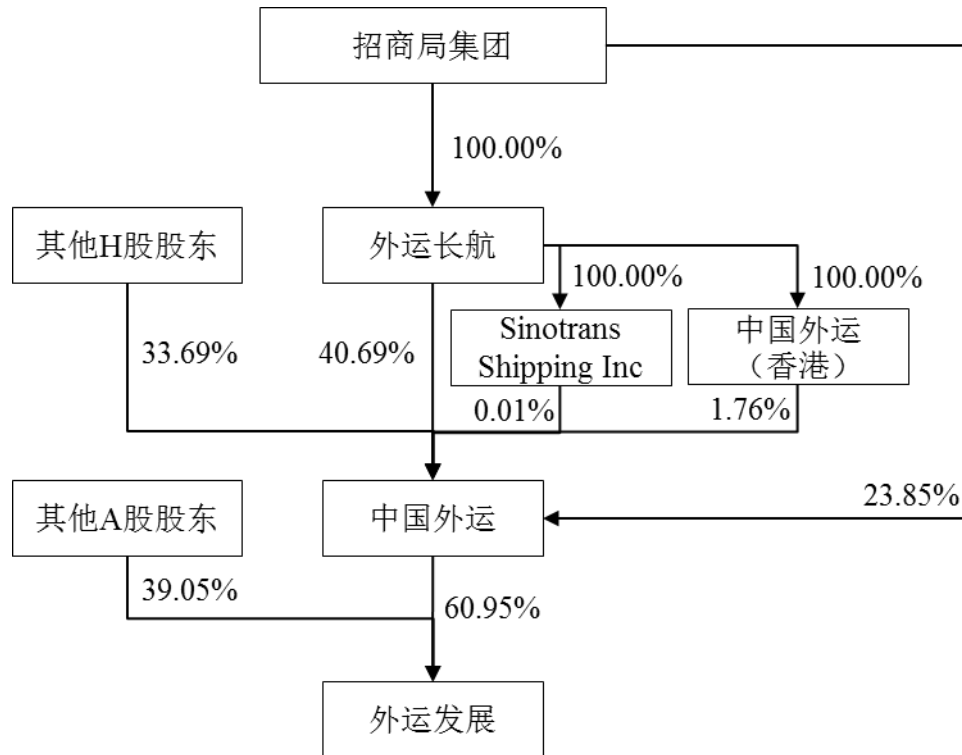 招商局集团
100.00%
其他H股股东
外运长航
100.00%
100.00%
33.69%
40.69%
Sinotrans
Shipping Inc
中国外运
（香港）
0.01%
1.76%
其他A股股东
中国外运
23.85%
39.05%
60.95%
外运发展